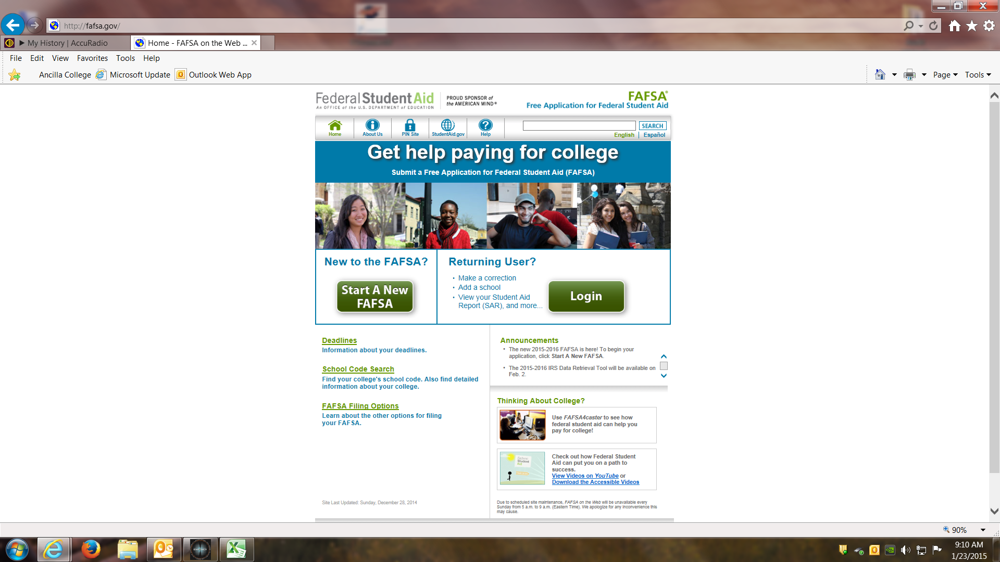 http://fafsa.gov/
My History | AccuRadio
Home - FAFSA on the Web ...
File Edit View Favorites Tools Help
Ancilla College Microsoft Update Outlook Web App
Page Tools
Federal Student Aid
An OFFICE of the U.S. DEPARTMENT of EDUCATION
PROUD SPONSOR of
the AMERICAN MIND®
FAFSA®
Free Application for Federal Student Aid
Home About Us PIN Site StudentAid.gov Help
SEARCH
English | Español
Get help paying for college
Submit a Free Application for Federal Student Aid (FAFSA)
New to the FAFSA?
Start A New
FAFSA
Returning User?
• Make a correction
• Add a school
• View your Student Aid
Report (SAR), and more...
Login
Deadlines
Information about your deadlines.
School Code Search
Find your college's school code. Also find detailed
information about your college.
FAFSA Filing Options
Learn about the other options for filing
your FAFSA.
Site Last Updated: Sunday, December 28, 2014
Announcements
• The new 2015-2016 FAFSA is here! To begin your
application, click Start A New FAFSA.
• The 2015-2016 IRS Data Retrieval Tool will be available on
Feb. 2.
Thinking About College?
Use FAFSA4caster to see how
federal student aid can help you
pay for college!
Federal
Student
Aid
Check out how Federal Student
Aid can put you on a path to
success.
View Videos on YouTube or
Download the Accessible Videos
Due to scheduled site maintenance, FAFSA on the Web will be unavailable every
Sunday from 5 a.m. to 9 a.m. (Eastern Time). We apologize for any inconvenience this
may cause.
90%
9:10 AM
1/23/2015